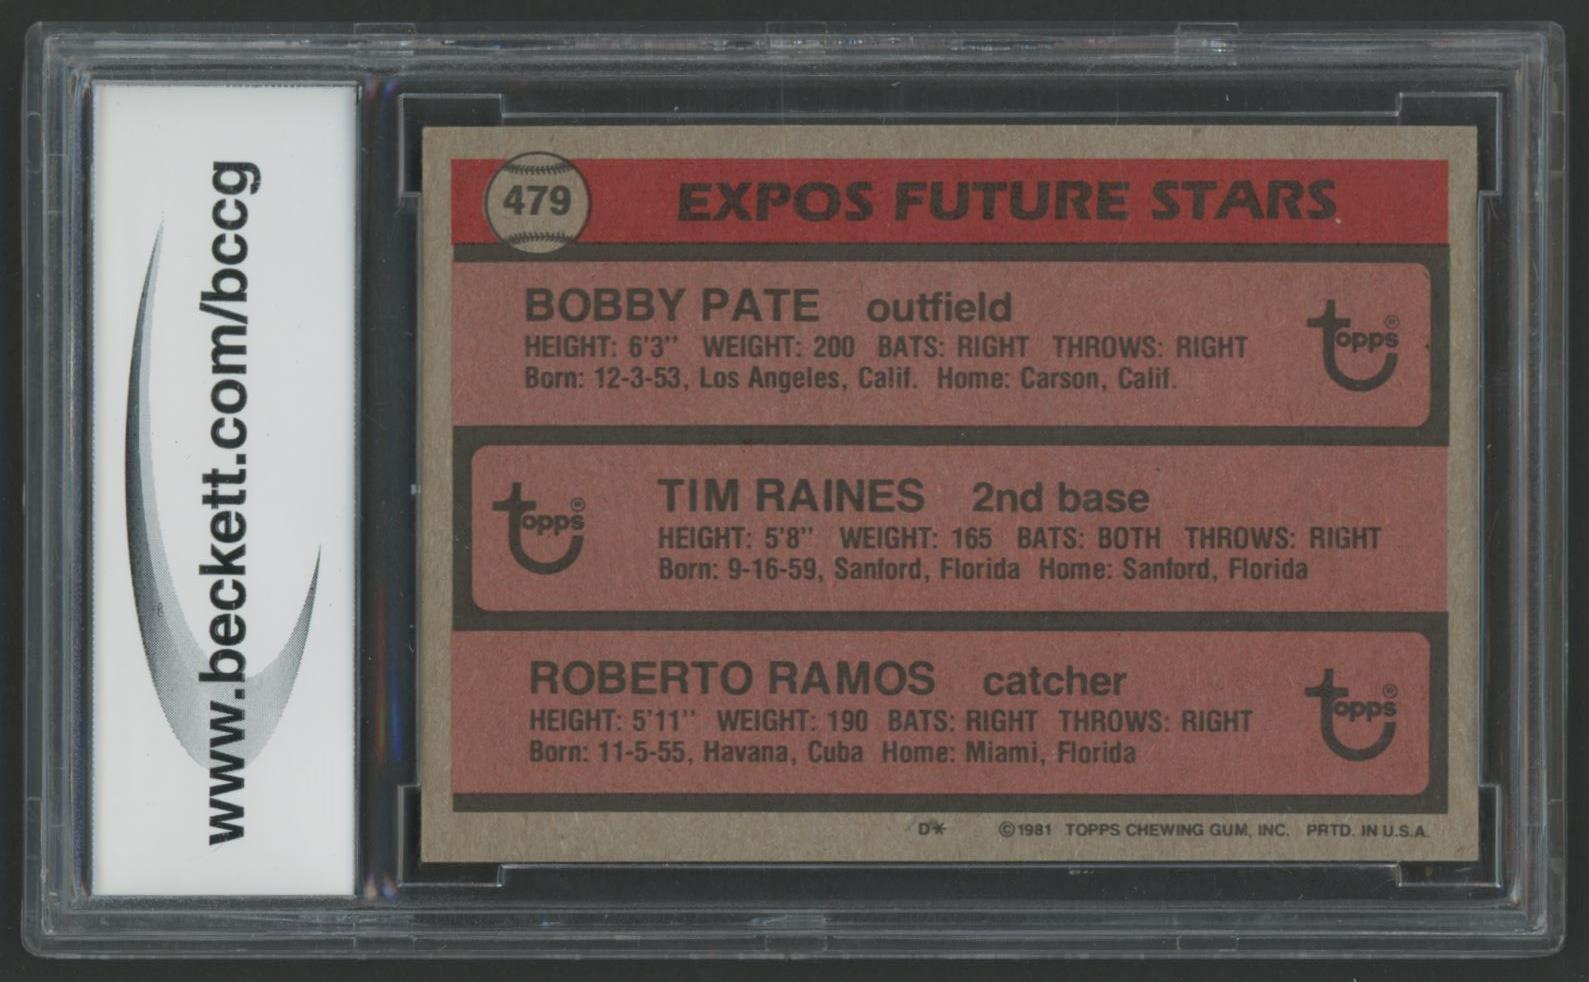 www.beckett.com/bccg
479 EXPOS FUTURE STARS
BOBBY PATE outfield
HEIGHT: 6'3" WEIGHT: 200 BATS: RIGHT THROWS: RIGHT
Born: 12-3-53, Los Angeles, Calif. Home: Carson, Calif.
topps®
TIM RAINES 2nd base
HEIGHT: 5'8" WEIGHT: 165 BATS: BOTH THROWS: RIGHT
Born: 9-16-59, Sanford, Florida Home: Sanford, Florida
topps®
ROBERTO RAMOS catcher
HEIGHT: 5'11" WEIGHT: 190 BATS: RIGHT THROWS: RIGHT
Born: 11-5-55, Havana, Cuba Home: Miami, Florida
topps®
D* ©1981 TOPPS CHEWING GUM, INC. PRTD. IN U.S.A.